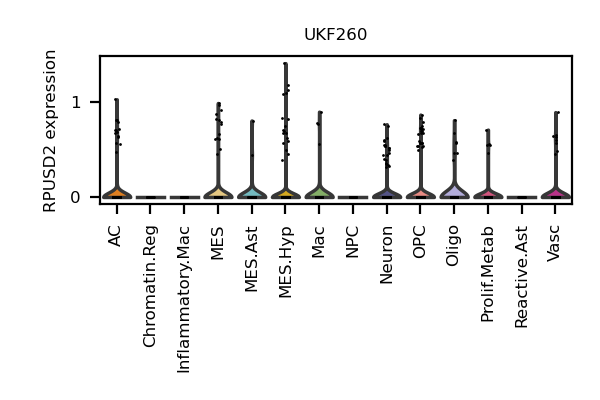 UKF260
RPUSD2 expression
1
0
AC
Chromatin.Reg
Inflammatory.Mac
MES
MES.Ast
MES.Hyp
Mac
NPC
Neuron
OPC
Oligo
Prolif.Metab
Reactive.Ast
Vasc